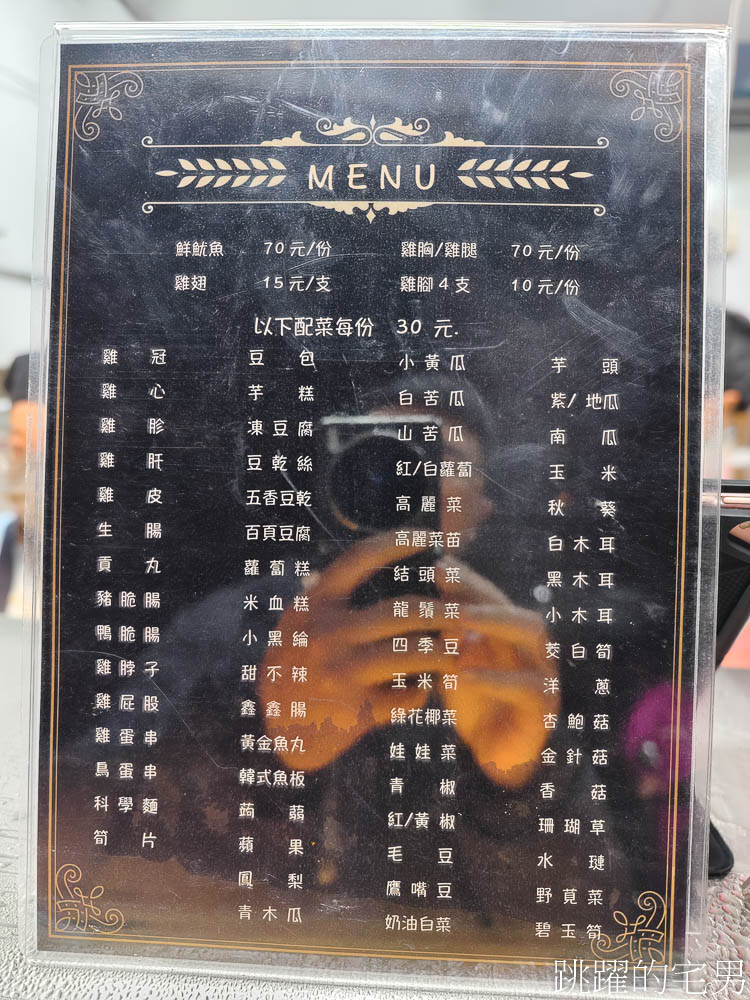 MENU
鮮魷魚 70元/份 雞胸/雞腿 70元/份
雞翅 15元/支 雞腳4支 10元/份
以下配菜每份 30 元.
雞冠
雞心
雞胗
雞肝
雞皮
生腸
貢丸
豬脆腸
鴨脆腸
雞脖子
雞屁股
雞蛋串
鳥蛋串
科學麵
筍片
豆包
芋糕
凍豆腐
豆乾絲
五香豆乾
百頁豆腐
蘿蔔糕
米血糕
小黑綸
甜不辣
鑫鑫腸
黃金魚丸
韓式魚板
蒟蒻
蘋果
鳳梨
青木瓜
小黃瓜
白苦瓜
山苦瓜
紅/白蘿蔔
高麗菜
高麗菜苗
結頭菜
龍鬚菜
四季豆
玉米筍
綠花椰菜
娃娃菜
青椒
紅/黃椒
毛豆
鷹嘴豆
奶油白菜
芋頭
紫/地瓜
南瓜
玉米
秋葵
白木耳
黑木耳
小木耳
茭白筍
洋蔥
杏鮑菇
金針菇
香菇
珊瑚草
水蓮
野莧菜
碧玉筍
跳躍的宅男